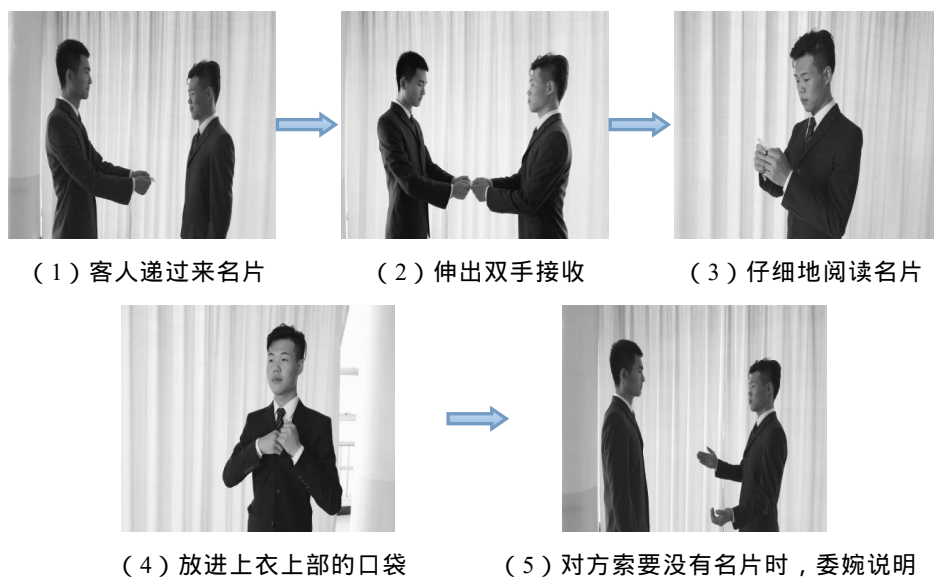 （1）客人递过来名片
（2）伸出双手接收
（3）仔细地阅读名片
（4）放进上衣上部的口袋
（5）对方索要没有名片时，委婉说明